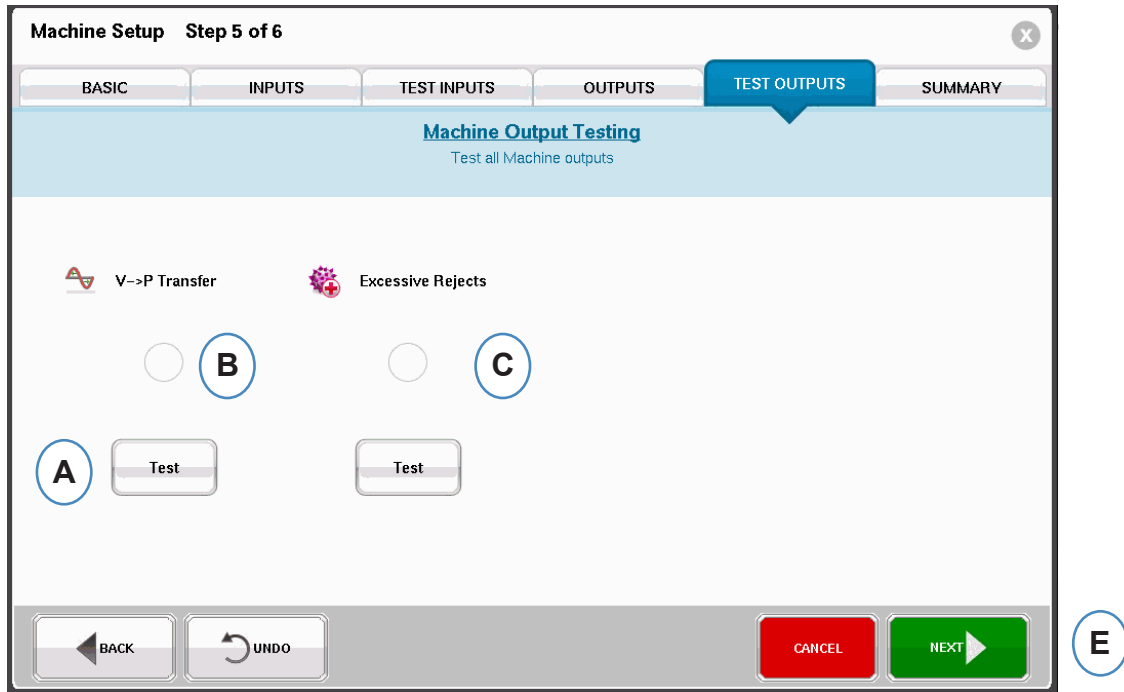 Machine Setup Step 5 of 6
X
BASIC INPUTS TEST INPUTS OUTPUTS TEST OUTPUTS SUMMARY
Machine Output Testing
Test all Machine outputs
V->P Transfer Excessive Rejects
B C
A Test Test
BACK UNDO CANCEL NEXT E